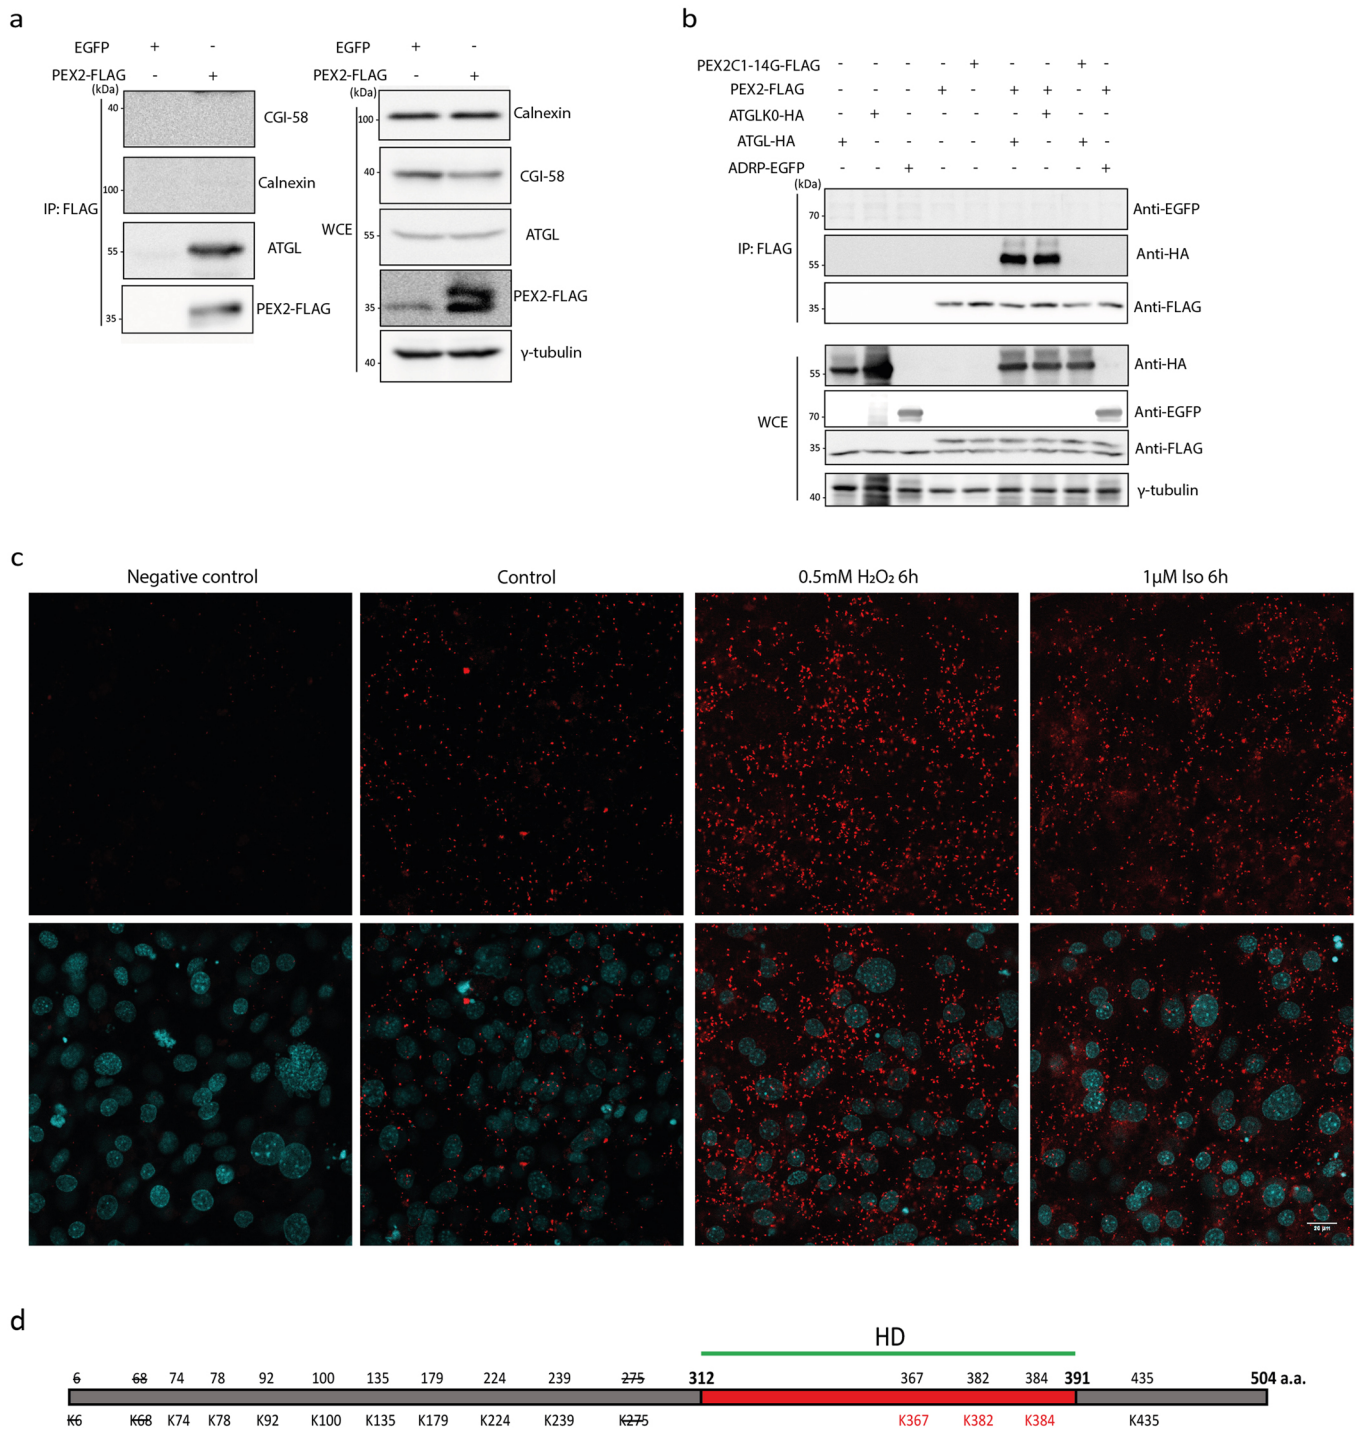 a
EGFP + -
PEX2-FLAG - +
(kDa)
40
CGI-58
100
Calnexin
IP: FLAG
55
ATGL
35
PEX2-FLAG
EGFP + -
PEX2-FLAG - +
(kDa)
100
Calnexin
40
CGI-58
WCE
55
ATGL
35
PEX2-FLAG
40
γ-tubulin
b
PEX2C1-14G-FLAG - - - - + - - + -
PEX2-FLAG - - - + - + + - +
ATGLK0-HA - + - - - - + - -
ATGL-HA + - - - - + - + -
ADRP-EGFP - - + - - - - - +
(kDa)
70
Anti-EGFP
IP: FLAG
55
Anti-HA
35
Anti-FLAG
55
Anti-HA
WCE
70
Anti-EGFP
35
Anti-FLAG
40
γ-tubulin
c
Negative control
Control
0.5mM H₂O₂ 6h
1μM Iso 6h
20 μm
d
HD
6 68 74 78 92 100 135 179 224 239 275 312 367 382 384 391 435 504 a.a.
K6 K68 K74 K78 K92 K100 K135 K179 K224 K239 K275 K367 K382 K384 K435